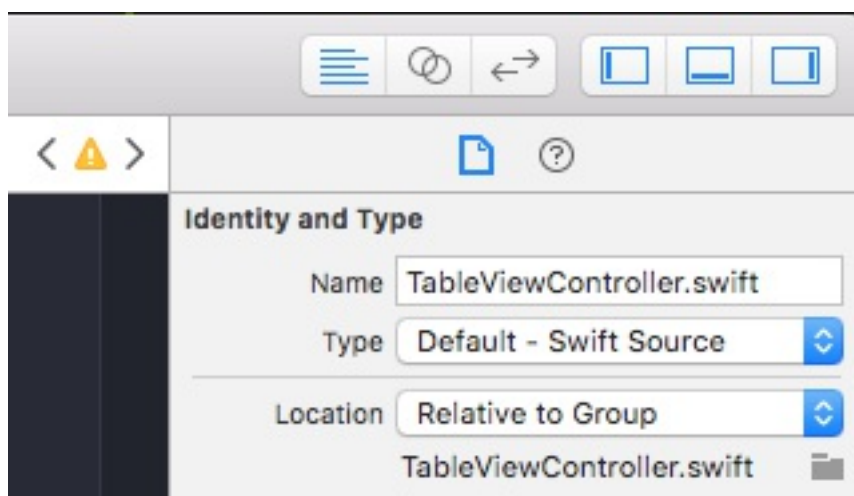 Identity and Type
Name TableViewController.swift
Type Default - Swift Source
Location Relative to Group
TableViewController.swift